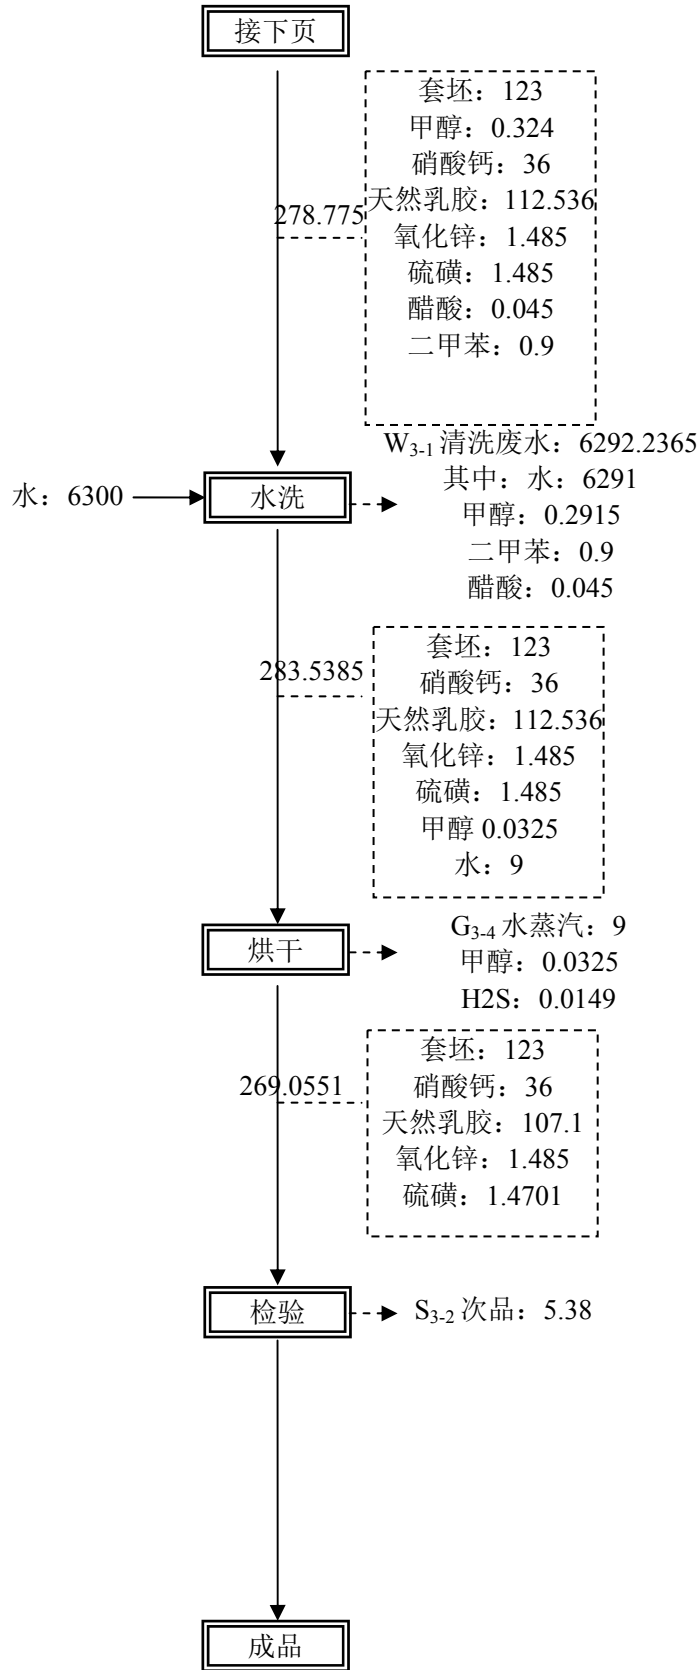 接下页
套坯：123
甲醇：0.324
硝酸钙：36
天然乳胶：112.536
278.775
氧化锌：1.485
硫磺：1.485
醋酸：0.045
二甲苯：0.9
W3-1 清洗废水：6292.2365
水：6300
水洗
其中：水：6291
甲醇：0.2915
二甲苯：0.9
醋酸：0.045
套坯：123
283.5385
硝酸钙：36
天然乳胶：112.536
氧化锌：1.485
硫磺：1.485
甲醇 0.0325
水：9
G3-4 水蒸汽：9
烘干
甲醇：0.0325
H2S：0.0149
套坯：123
269.0551
硝酸钙：36
天然乳胶：107.1
氧化锌：1.485
硫磺：1.4701
检验
S3-2 次品：5.38
成品